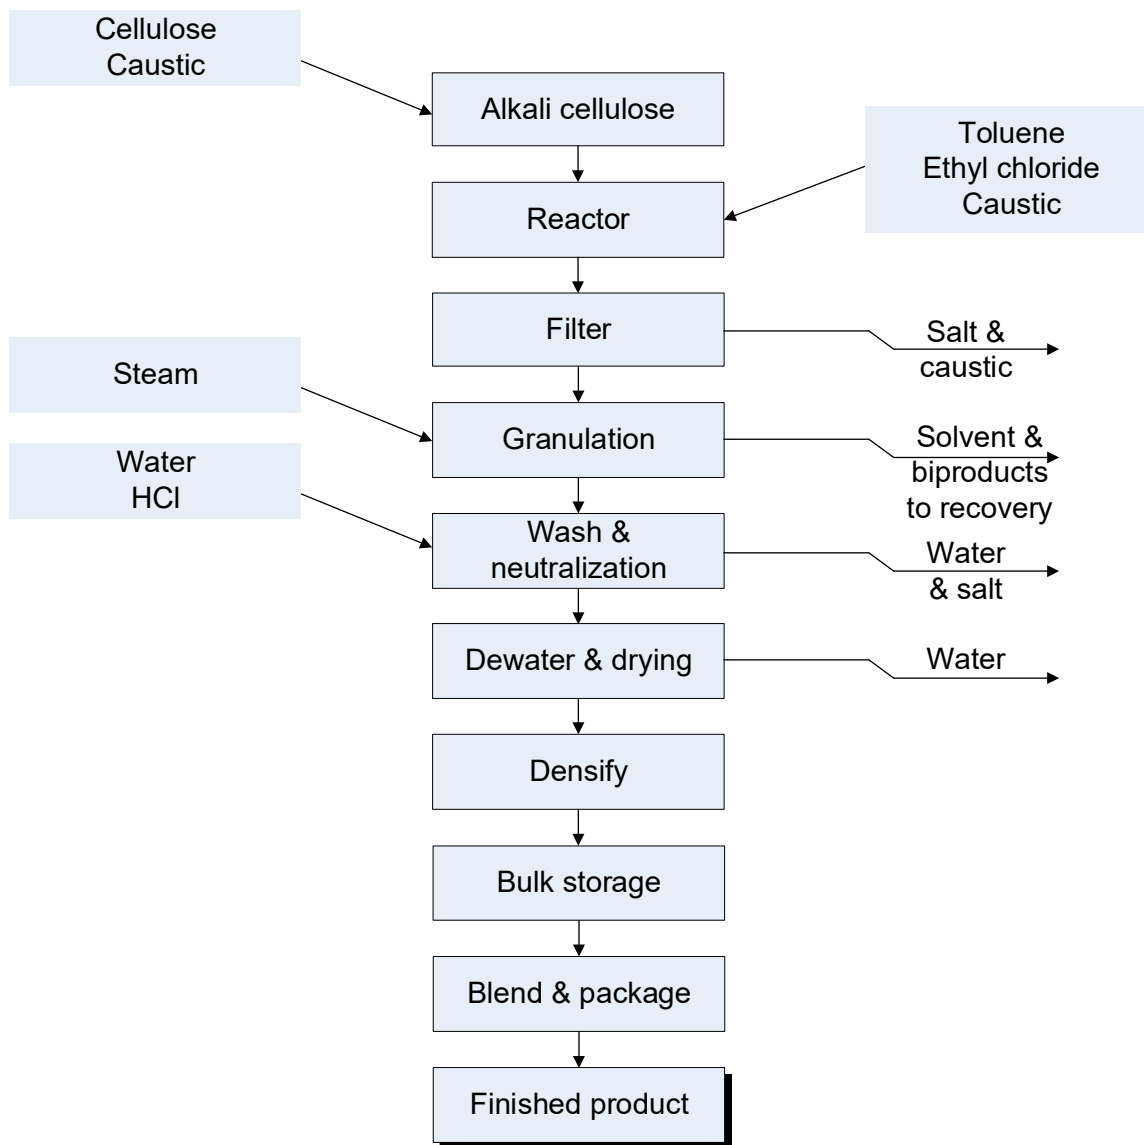 Cellulose
Caustic
Alkali cellulose
Toluene
Ethyl chloride
Caustic
Reactor
Filter
Salt &
caustic
Steam
Granulation
Solvent &
biproducts
to recovery
Water
HCl
Wash &
neutralization
Water
& salt
Dewater & drying
Water
Densify
Bulk storage
Blend & package
Finished product